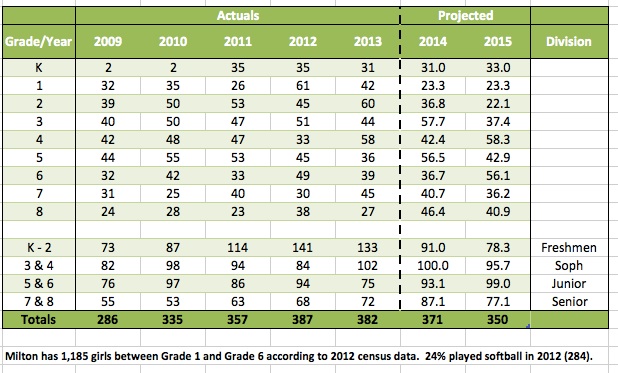 Actuals Projected
Grade/Year 2009 2010 2011 2012 2013 2014 2015 Division
K 2 2 35 35 31 31.0 33.0
1 32 35 26 61 42 23.3 23.3
2 39 50 53 45 60 36.8 22.1
3 40 50 47 51 44 57.7 37.4
4 42 48 47 33 58 42.4 58.3
5 44 55 53 45 36 56.5 42.9
6 32 42 33 49 39 36.7 56.1
7 31 25 40 30 45 40.7 36.2
8 24 28 23 38 27 46.4 40.9
K - 2 73 87 114 141 133 91.0 78.3 Freshmen
3 & 4 82 98 94 84 102 100.0 95.7 Soph
5 & 6 76 97 86 94 75 93.1 99.0 Junior
7 & 8 55 53 63 68 72 87.1 77.1 Senior
Totals 286 335 357 387 382 371 350
Milton has 1,185 girls between Grade 1 and Grade 6 according to 2012 census data. 24% played softball in 2012 (284).